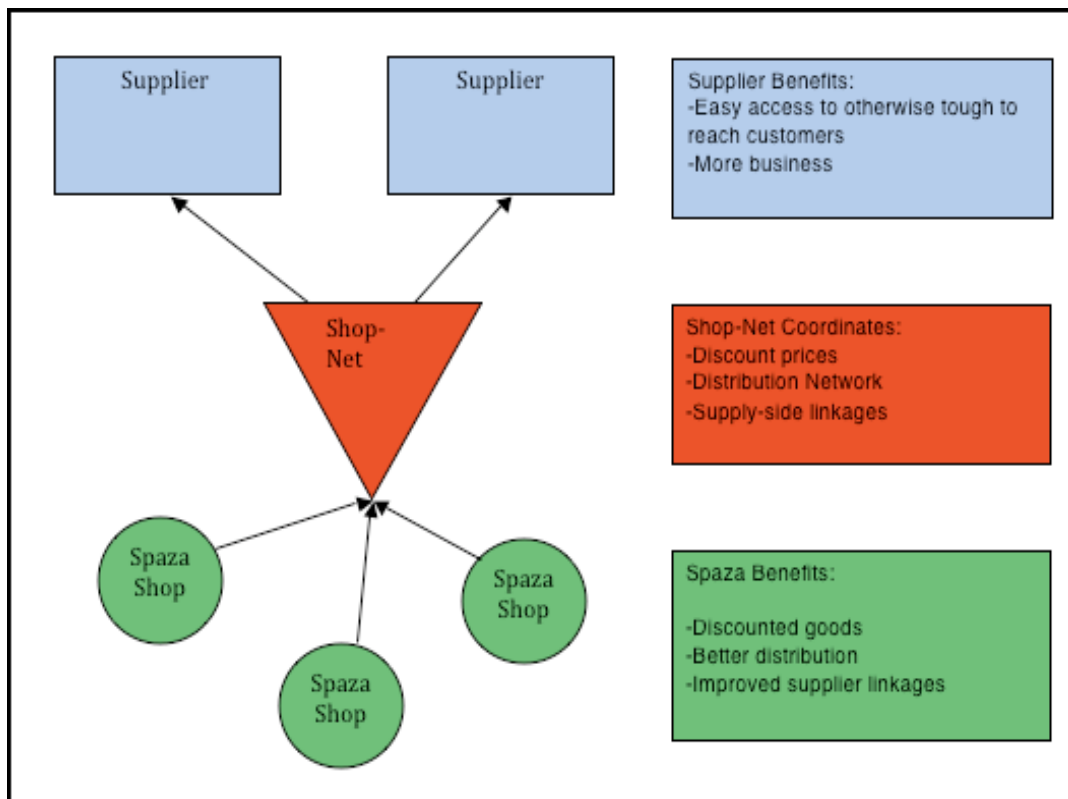 Supplier
Supplier
Supplier Benefits:
-Easy access to otherwise tough to
reach customers
-More business
Shop-
Net
Shop-Net Coordinates:
-Discount prices
-Distribution Network
-Supply-side linkages
Spaza
Shop
Spaza
Shop
Spaza
Shop
Spaza Benefits:
-Discounted goods
-Better distribution
-Improved supplier linkages